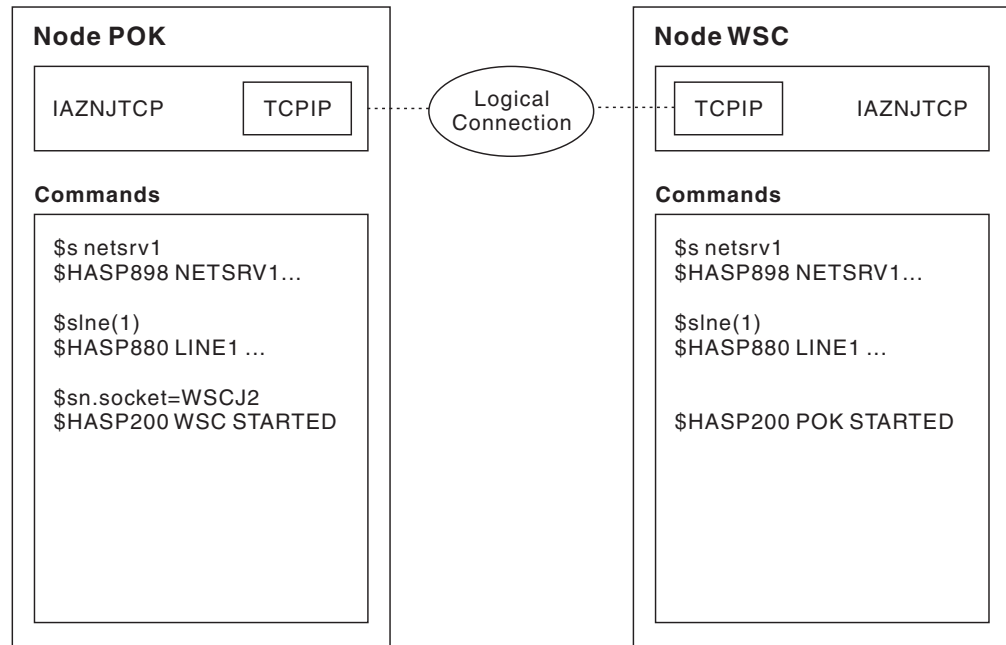 Node POK
IAZNJTCP
TCPIP
Commands
$s netsrv1
$HASP898 NETSRV1...
$slne(1)
$HASP880 LINE1 ...
$sn.socket=WSCJ2
$HASP200 WSC STARTED
Logical
Connection
Node WSC
TCPIP
IAZNJTCP
Commands
$s netsrv1
$HASP898 NETSRV1...
$slne(1)
$HASP880 LINE1 ...
$HASP200 POK STARTED